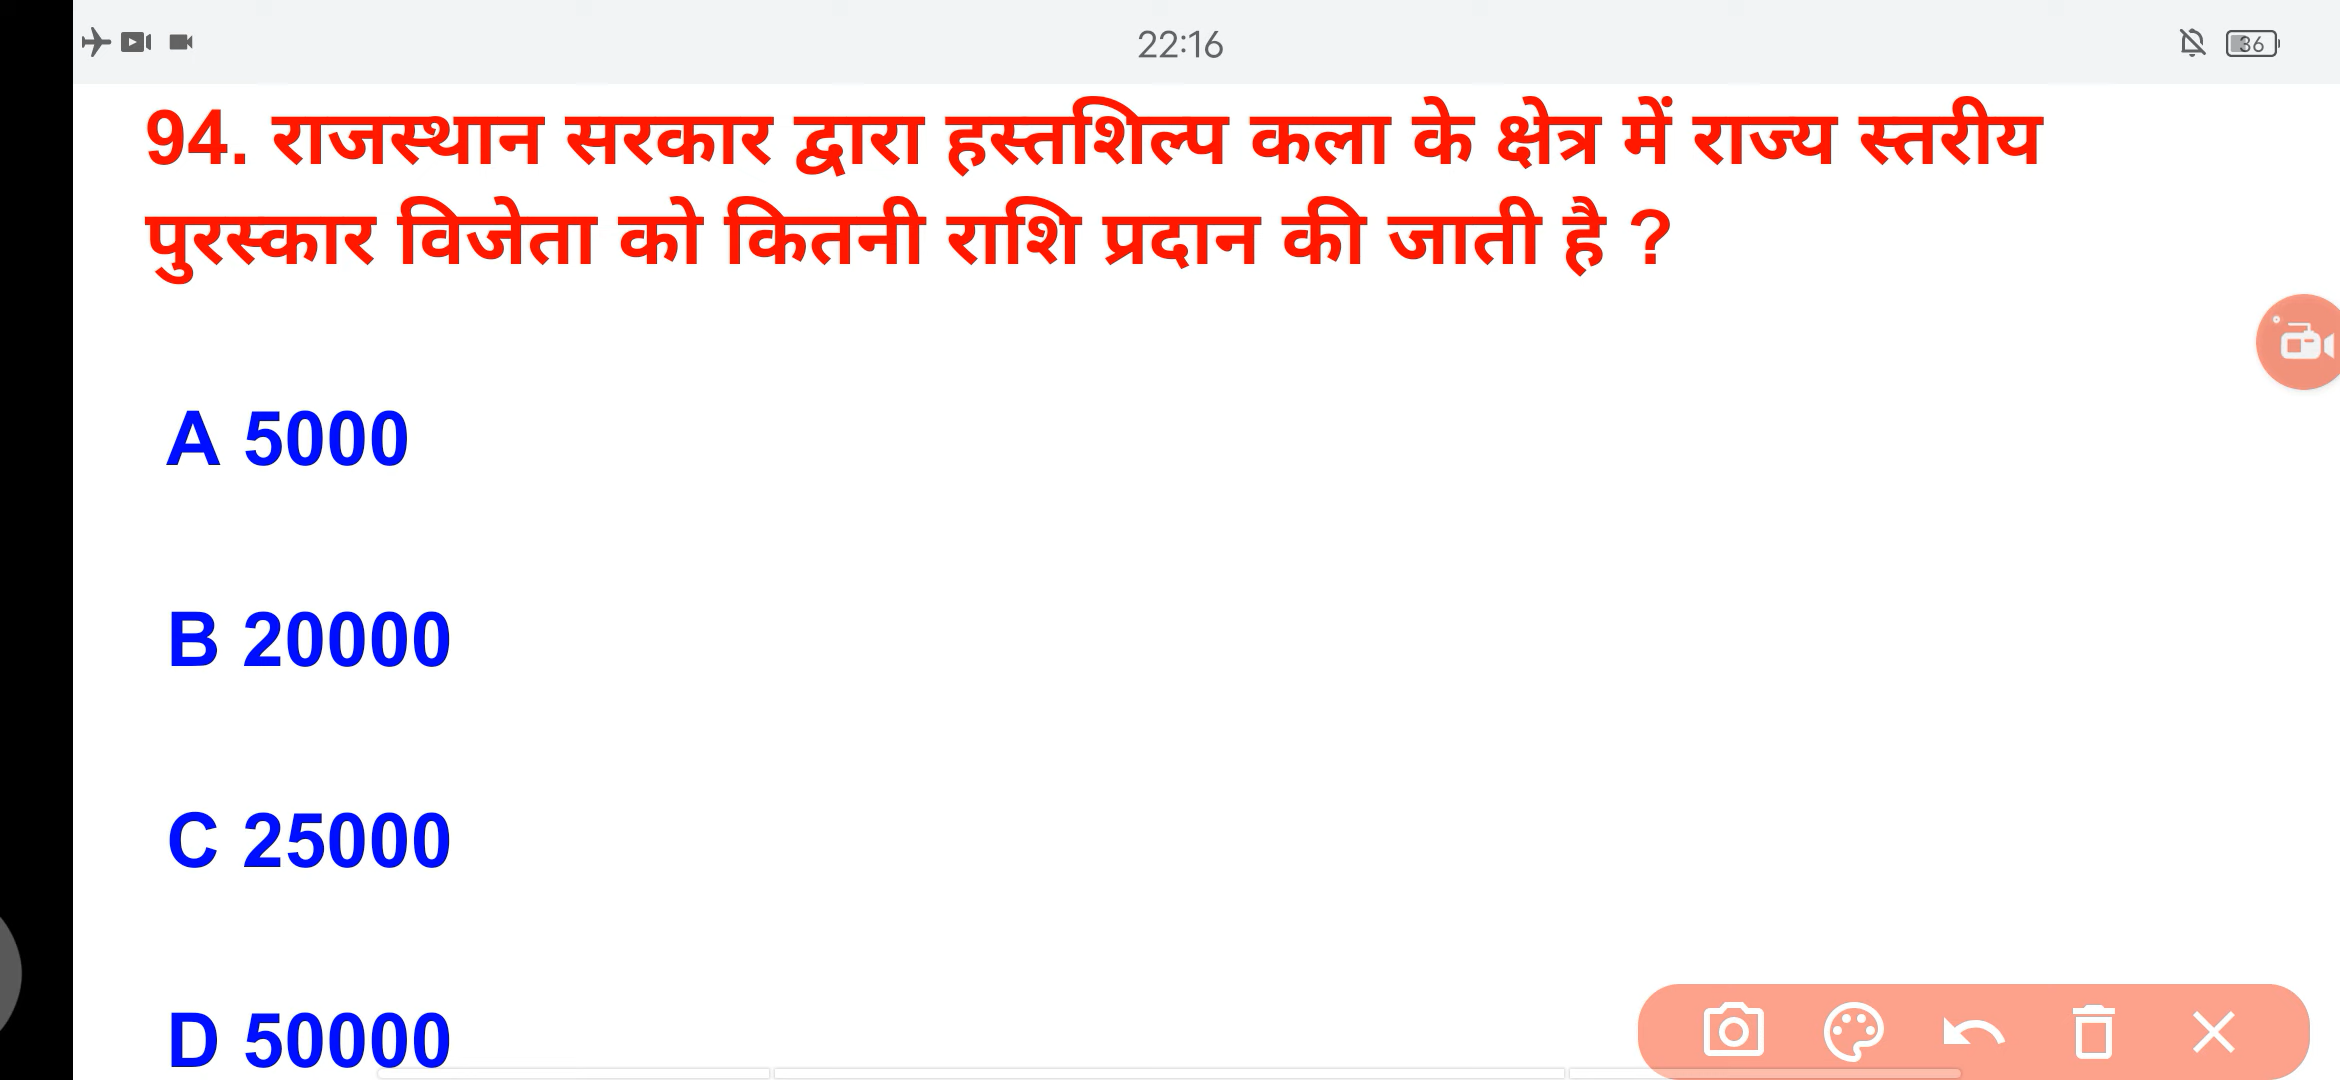 22:16
36
94. राजस्थान सरकार द्वारा हस्तशिल्प कला के क्षेत्र में राज्य स्तरीय
पुरस्कार विजेता को कितनी राशि प्रदान की जाती है ?
A 5000
B 20000
C 25000
D 50000